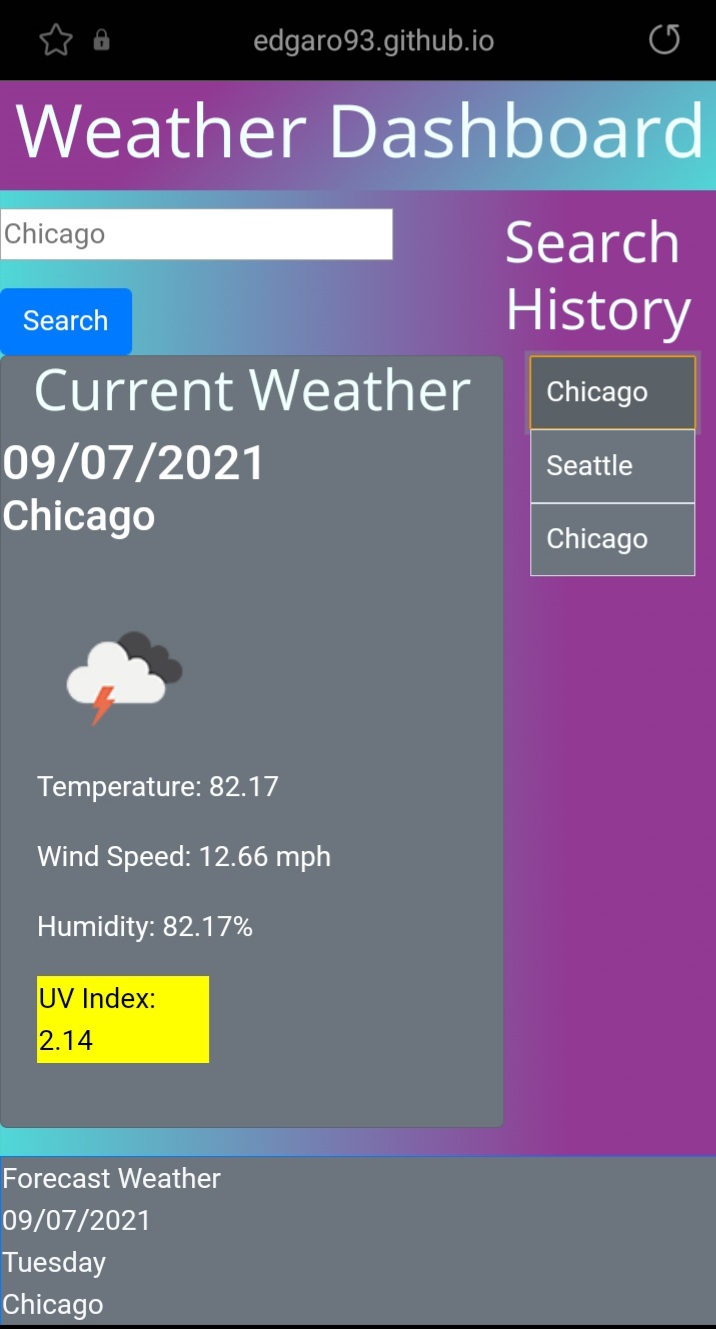 edgaro93.github.io
Weather Dashboard
Chicago
Search
Search
History
Chicago
Seattle
Chicago
Current Weather
09/07/2021
Chicago
Temperature: 82.17
Wind Speed: 12.66 mph
Humidity: 82.17%
UV Index:
2.14
Forecast Weather
09/07/2021
Tuesday
Chicago